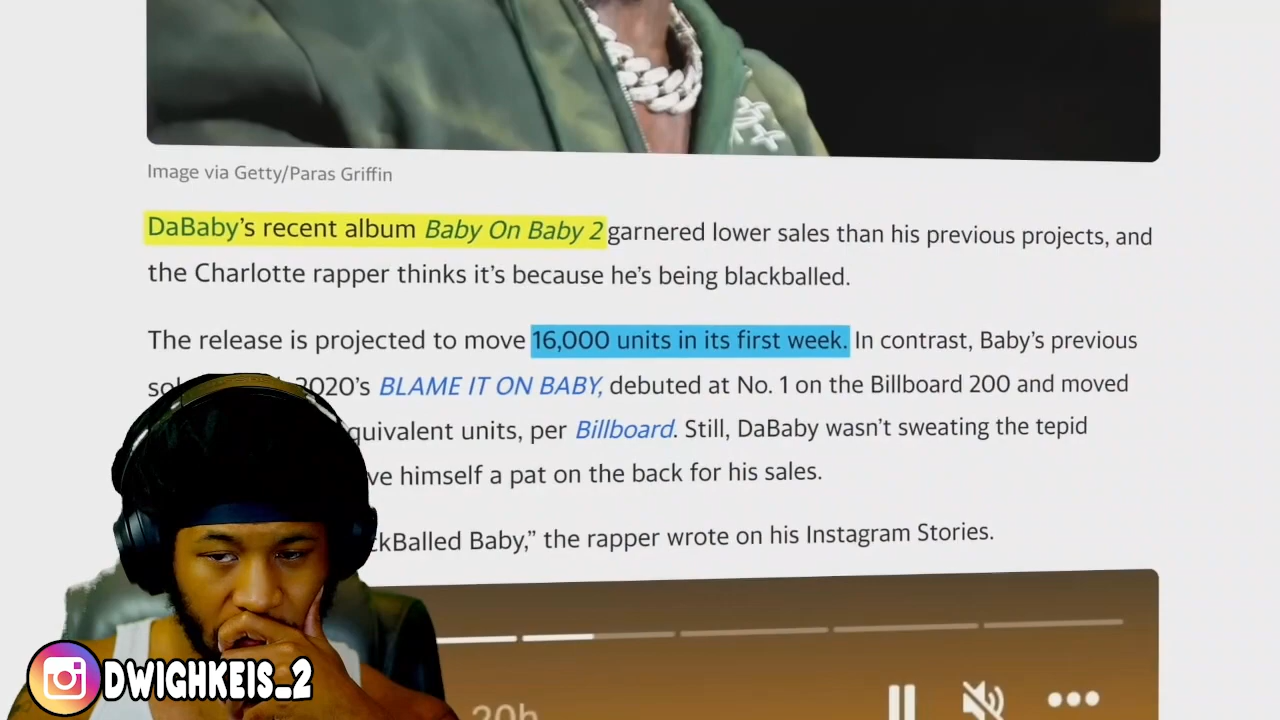 Image via Getty/Paras Griffin
DaBaby's recent album Baby On Baby 2 garnered lower sales than his previous projects, and
the Charlotte rapper thinks it's because he's being blackballed.
The release is projected to move 16,000 units in its first week. In contrast, Baby's previous
2020's BLAME IT ON BABY, debuted at No. 1 on the Billboard 200 and moved
units, per Billboard. Still, DaBaby wasn't sweating the tepid
himself a pat on the back for his sales.
Baby,” the rapper wrote on his Instagram Stories.
DWIGHKEIS_2
20h